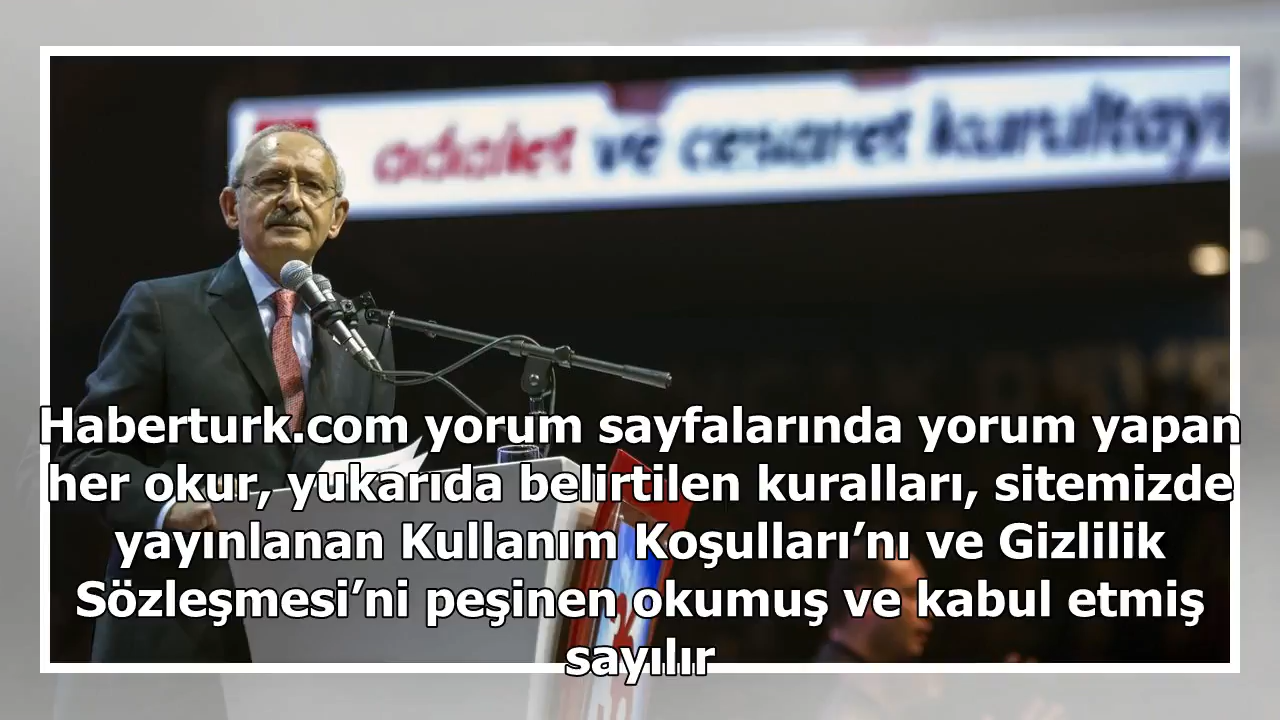 adalet ve cesaret kurultayı
Haberturk.com yorum sayfalarında yorum yapan
her okur, yukarıda belirtilen kuralları, sitemizde
yayınlanan Kullanım Koşulları’nı ve Gizlilik
Sözleşmesi’ni peşinen okumuş ve kabul etmiş
sayılır